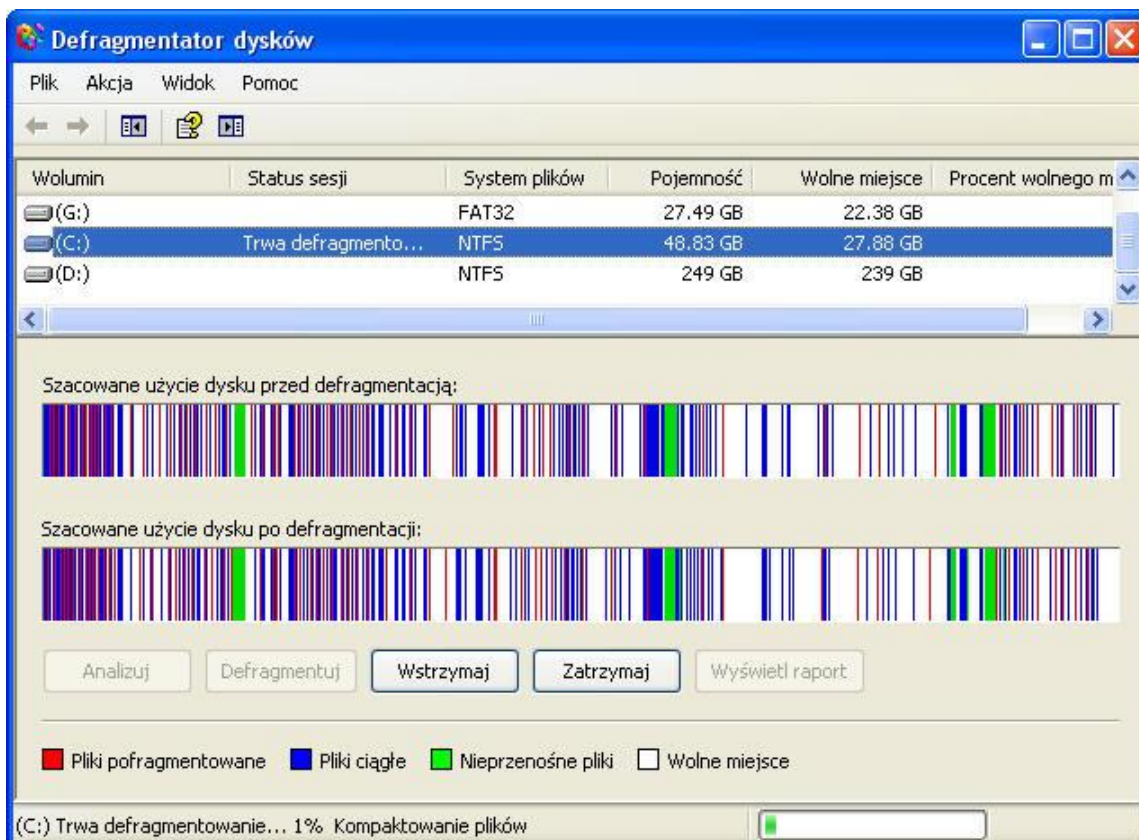 Defragmentator dysków
Plik Akcja Widok Pomoc
Wolumin Status sesji System plików Pojemność Wolne miejsce Procent wolnego m
(G:) FAT32 27.49 GB 22.38 GB
(C:) Trwa defragmento... NTFS 48.83 GB 27.88 GB
(D:) NTFS 249 GB 239 GB
Szacowane użycie dysku przed defragmentacją:
Szacowane użycie dysku po defragmentacji:
Analizuj Defragmentuj Wstrzymaj Zatrzymaj Wyświetl raport
Pliki pofragmentowane Pliki ciągłe Nieprzenośne pliki Wolne miejsce
(C:) Trwa defragmentowanie... 1% Kompaktowanie plików